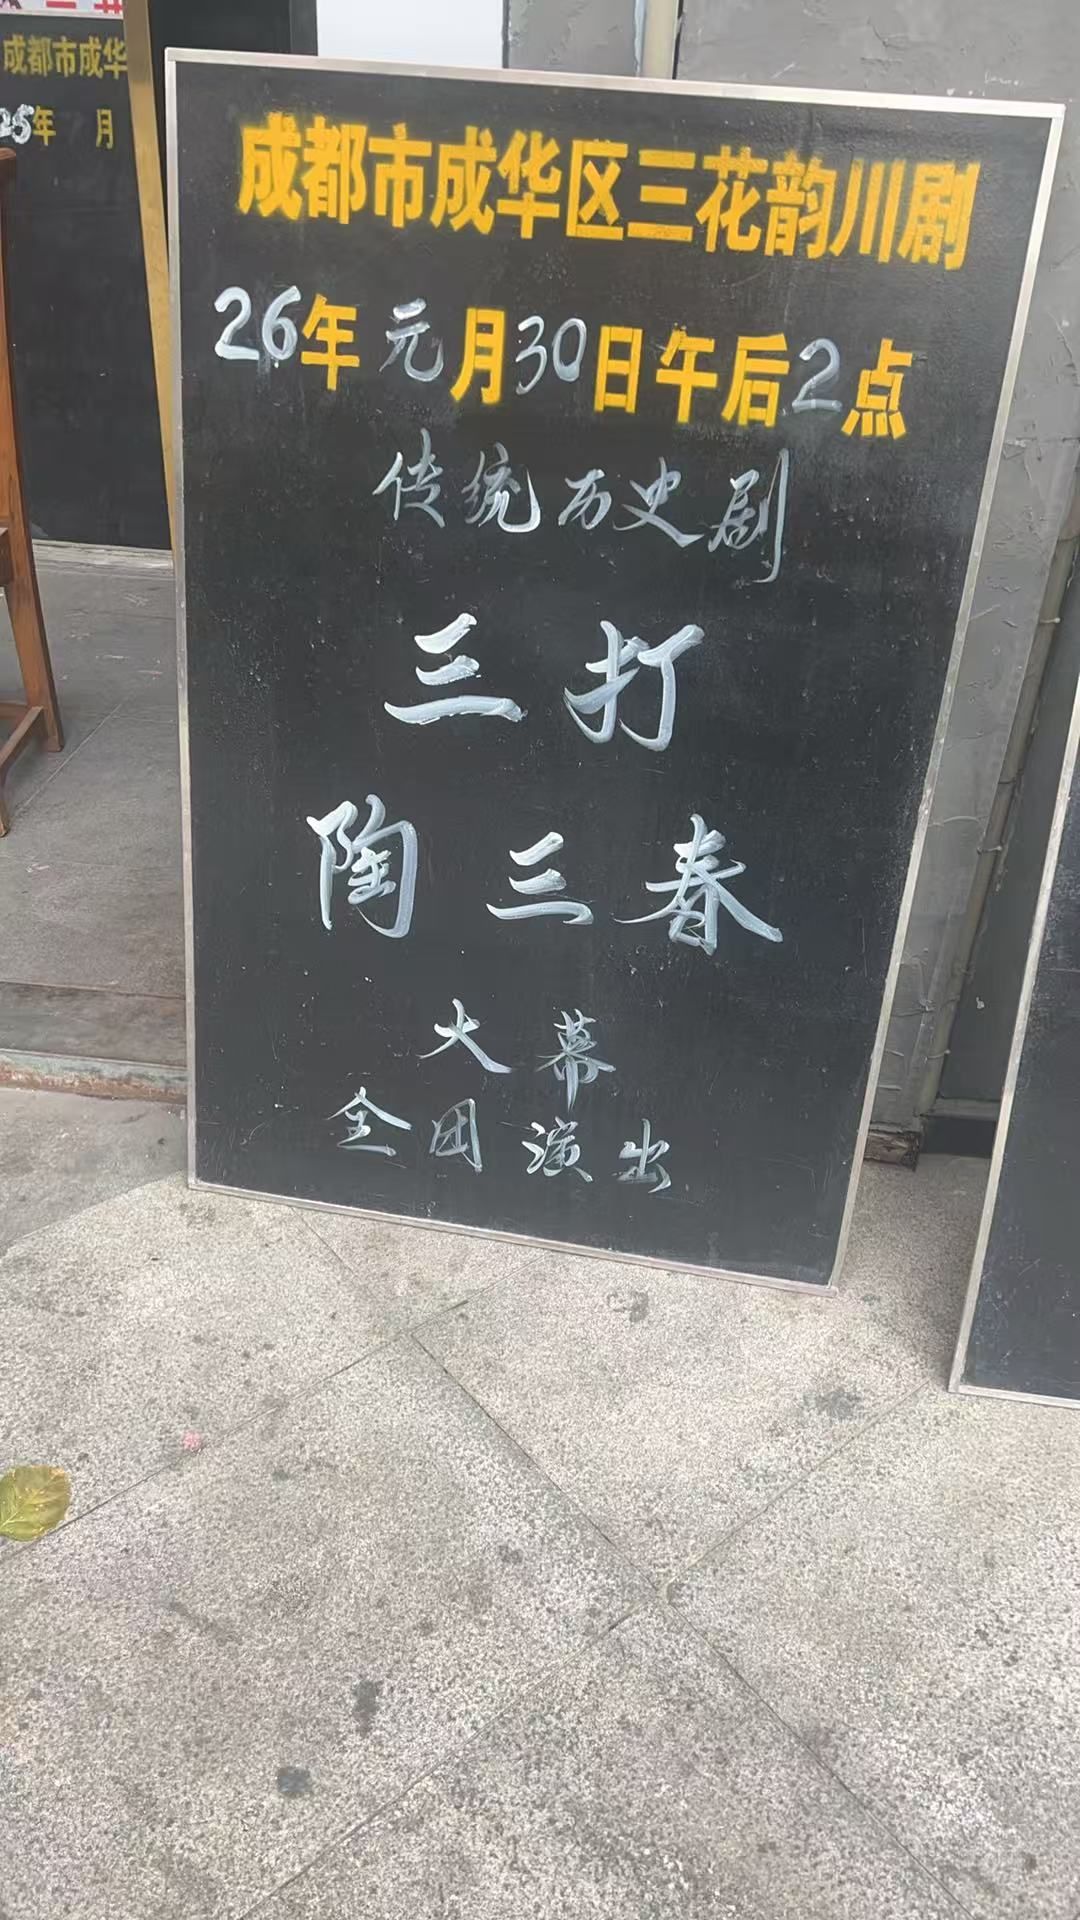 成都市成华
25年 月
成都市成华区三花韵川剧
26年元月30日午后2点
传统历史剧
三打
陶三春
大幕
全团演出